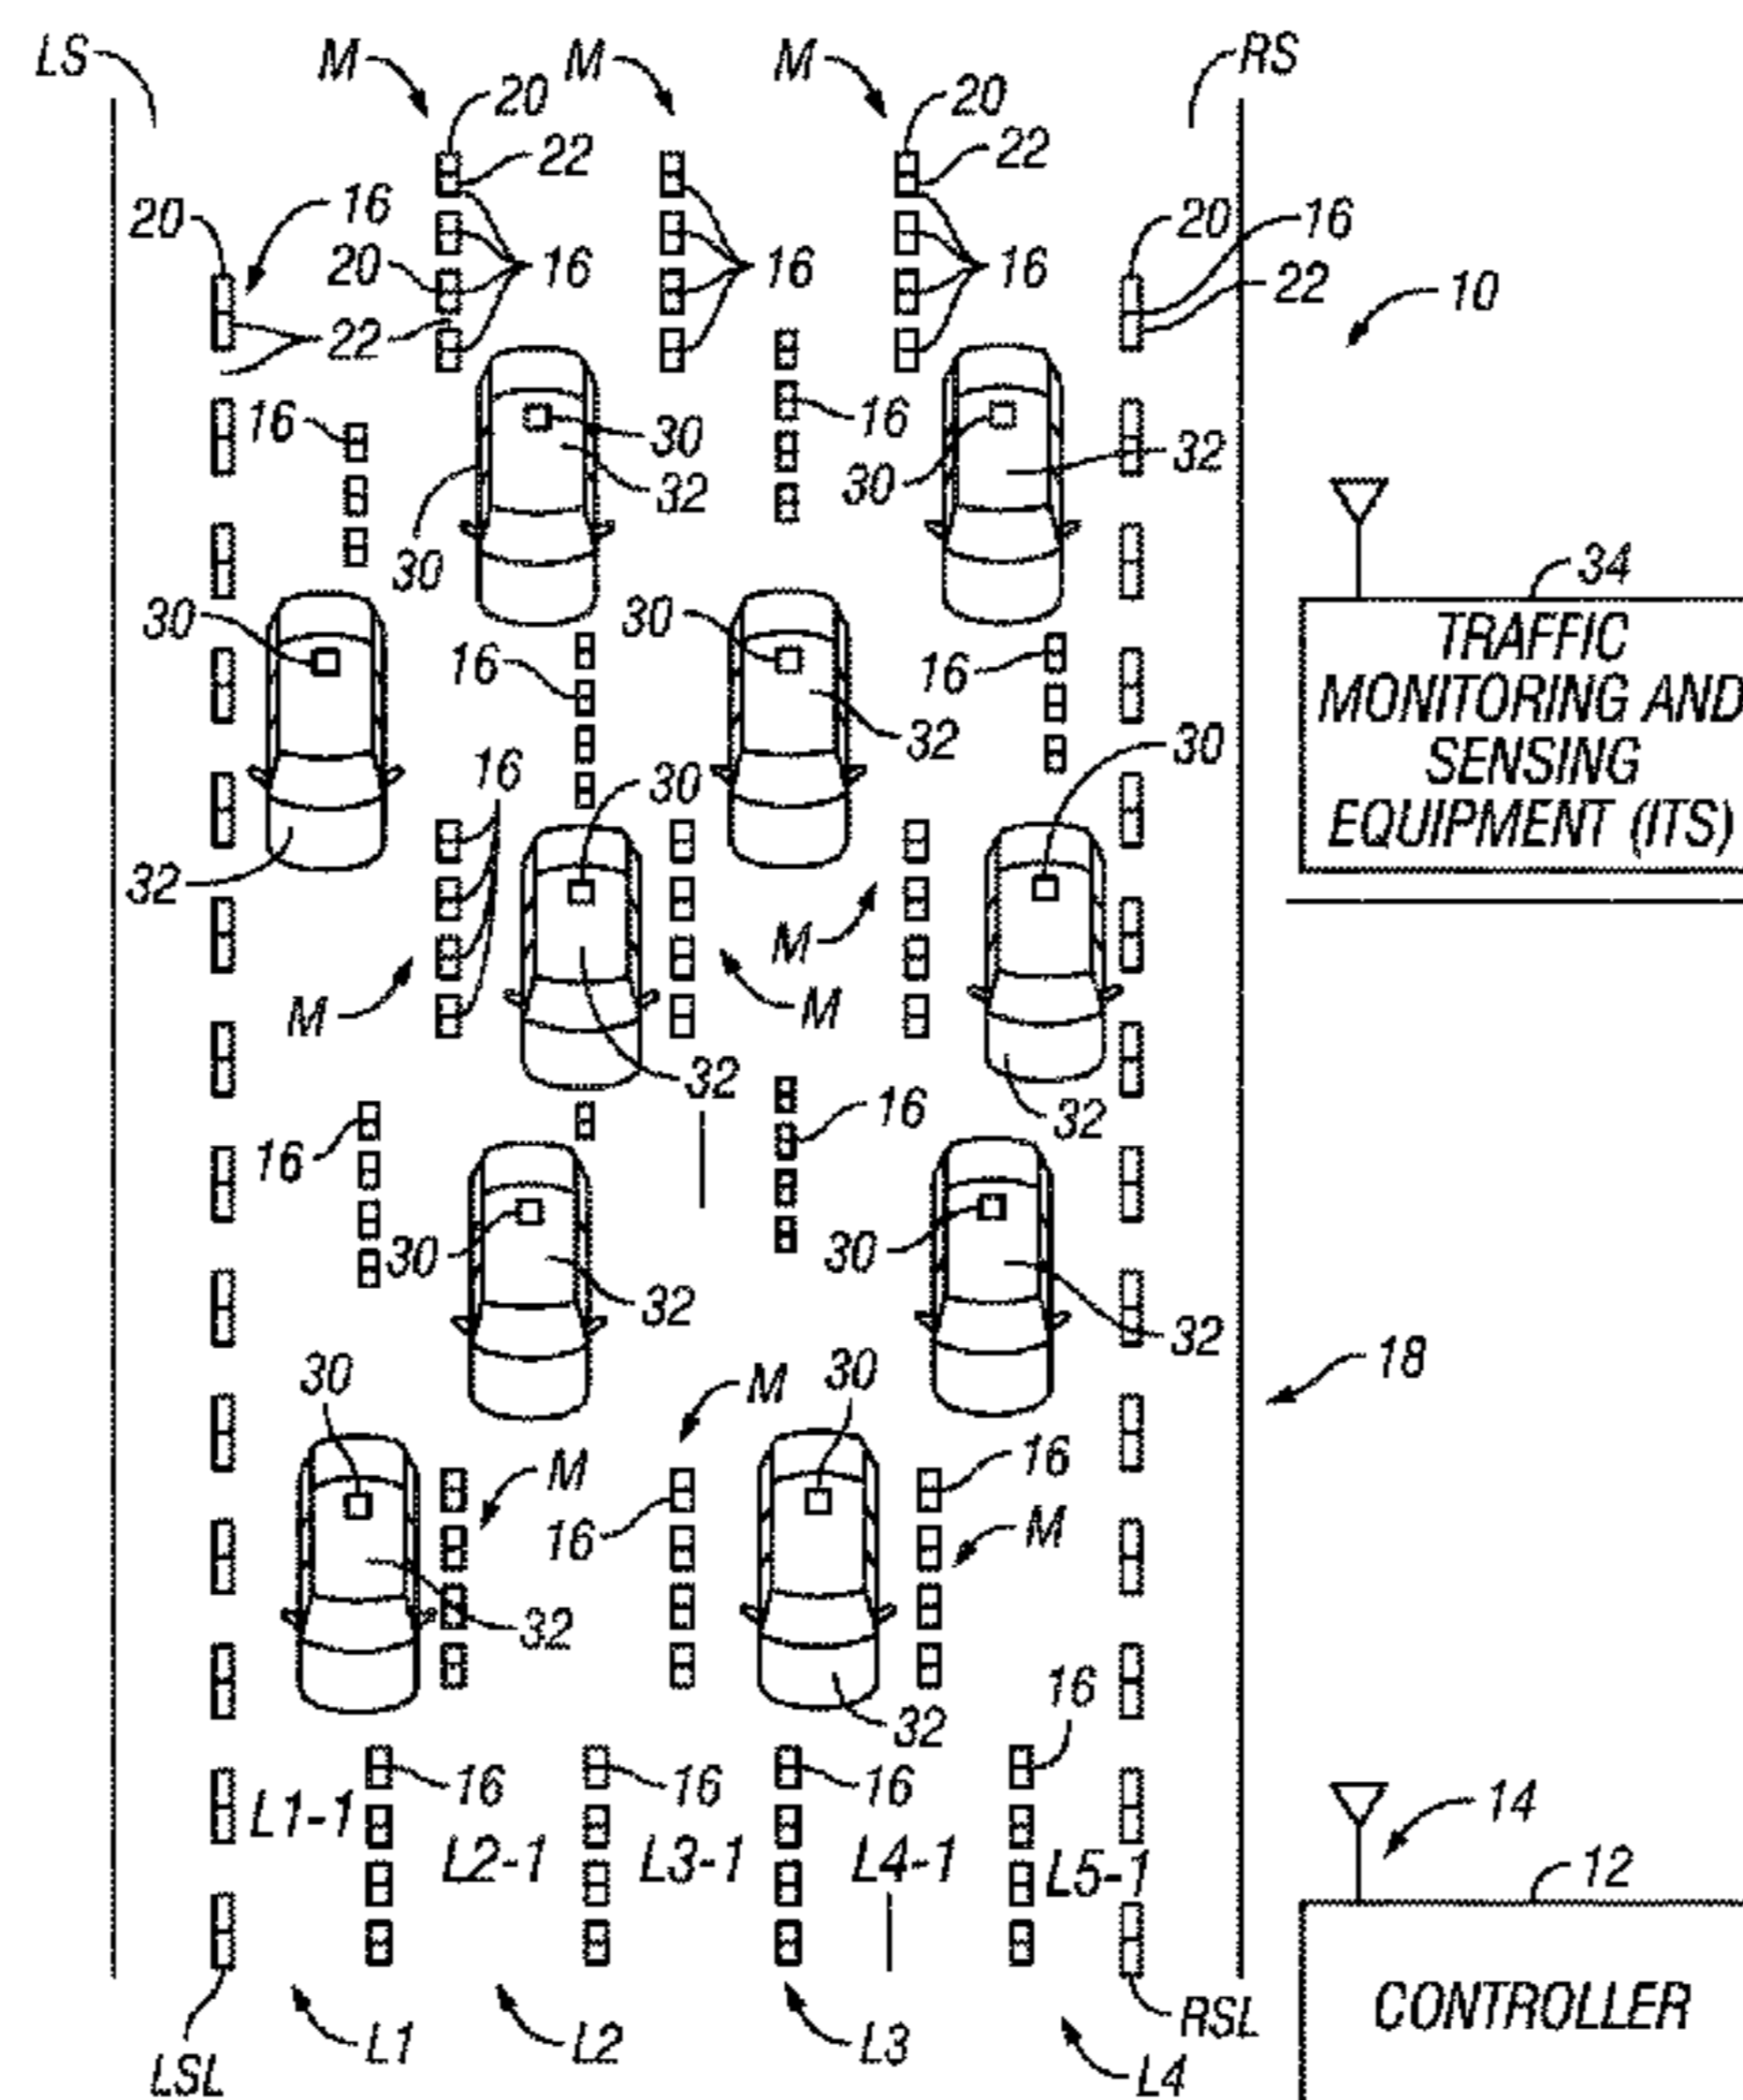 LS M M M RS
20 20
22 22
20 16 20 16
20 16 16 16 22
22 10
16 16
30 30 32
30 32
30
34
30 30
TRAFFIC
MONITORING AND
SENSING
EQUIPMENT (ITS)
16 16
32 30
16 30
32
M
M M
32 16
32
16
30 30
32 32
18
30 M 30
M 16
16 M
32
16
32
16 16 16
L1-1 14
L2-1 L3-1 L4-1 L5-1
12
CONTROLLER
RSL
L1 L2 L3
LSL L4